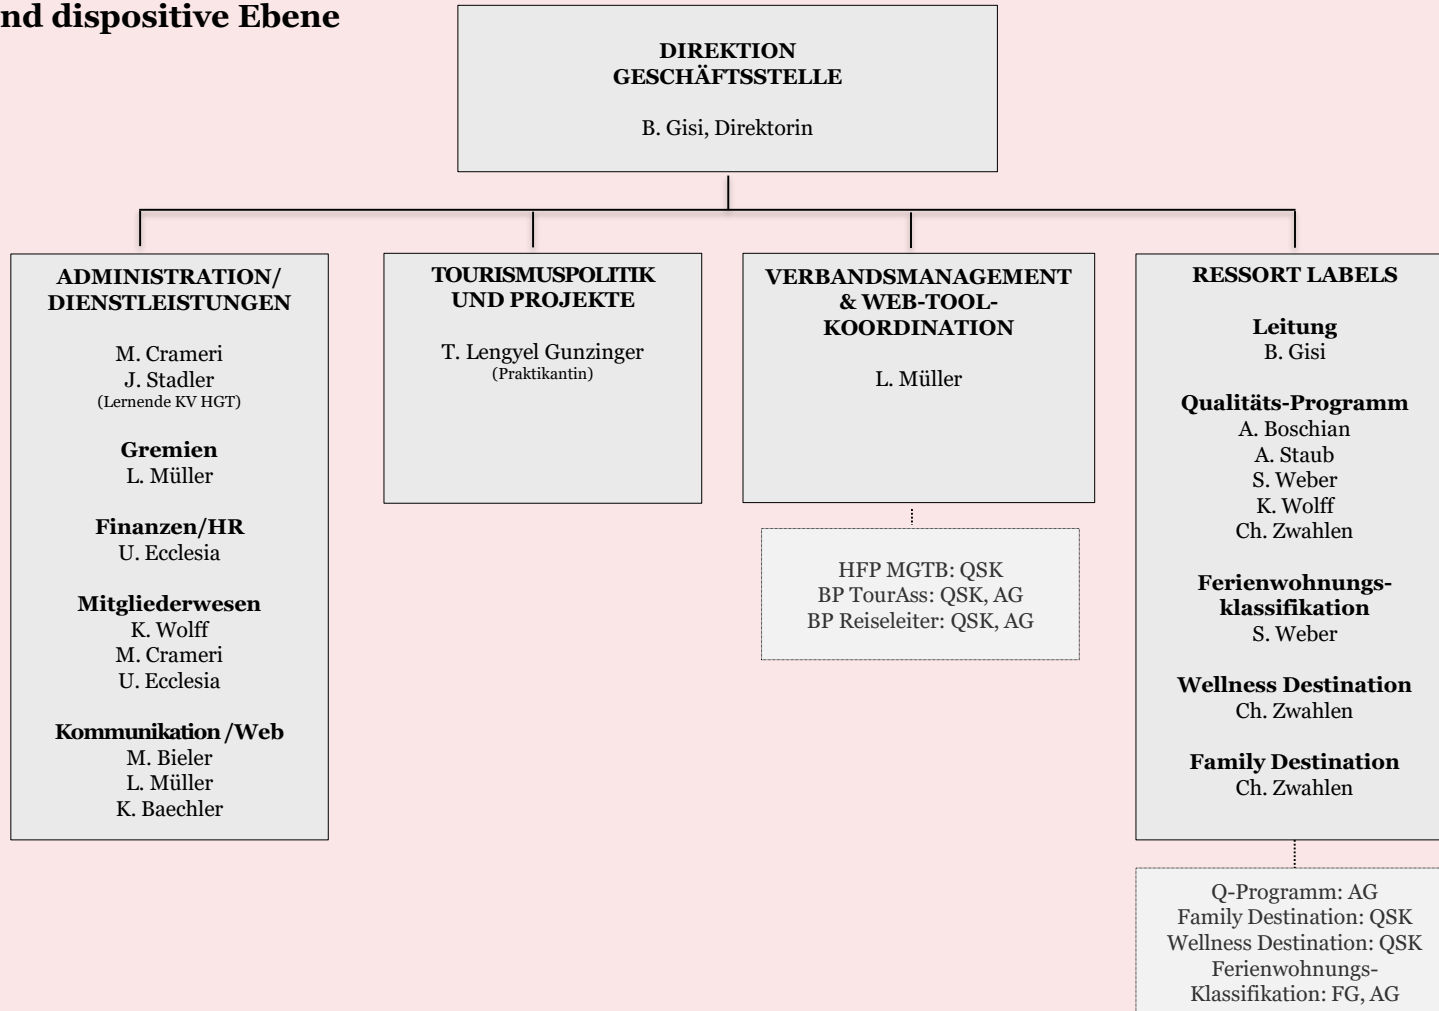 nd dispositive Ebene
DIREKTION
GESCHÄFTSSTELLE
B. Gisi, Direktorin
ADMINISTRATION/
DIENSTLEISTUNGEN
M. Crameri
J. Stadler
(Lernende KV HGT)
Gremien
L. Müller
Finanzen/HR
U. Ecclesia
Mitgliederwesen
K. Wolff
M. Crameri
U. Ecclesia
Kommunikation/Web
M. Bieler
L. Müller
K. Baechler
TOURISMUSPOLITIK
UND PROJEKTE
T. Lengyel Gunzinger
(Praktikantin)
VERBANDSMANAGEMENT
& WEB-TOOL-
KOORDINATION
L. Müller
HFP MGTB: QSK
BP TourAss: QSK, AG
BP Reiseleiter: QSK, AG
RESSORT LABELS
Leitung
B. Gisi
Qualitäts-Programm
A. Boschian
A. Staub
S. Weber
K. Wolff
Ch. Zwahlen
Ferienwohnungs-
klassifikation
S. Weber
Wellness Destination
Ch. Zwahlen
Family Destination
Ch. Zwahlen
Q-Programm: AG
Family Destination: QSK
Wellness Destination: QSK
Ferienwohnungs-
Klassifikation: FG, AG